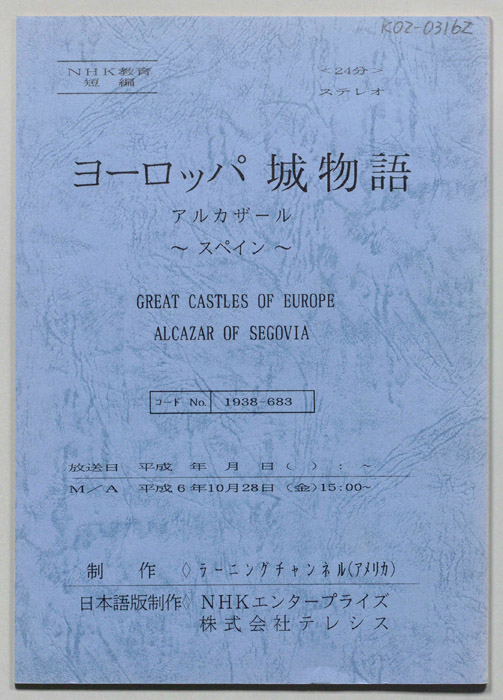 K02-0316Z
NHK教育
短 編
<24分>
ステレオ
ヨーロッパ 城物語
アルカザール
～ スペイン ～
GREAT CASTLES OF EUROPE
ALCAZAR OF SEGOVIA
コード No. 1938-683
放送日 平成 年 月 日 ( ) : ～
M／A 平成6年10月28日 (金)15:00～
制 作 ◇ ラーニングチャンネル(アメリカ)
日本語版制作◇ NHKエンタープライズ
株式会社テレシス